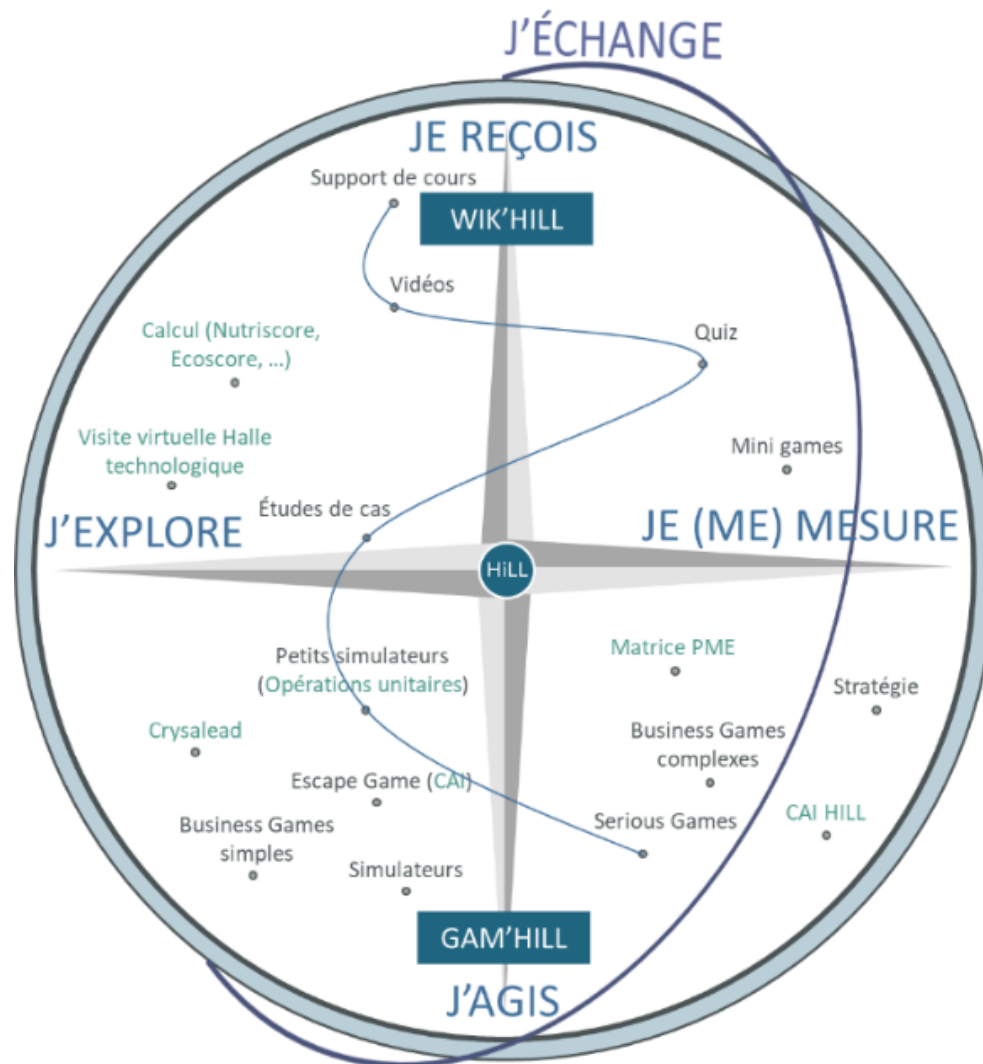 J'ÉCHANGE
JE REÇOIS
Support de cours
WIK'HILL
Vidéos
Calcul (Nutriscore,
Ecoscore, ...)
Quiz
Visite virtuelle Halle
technologique
Mini games
Études de cas
J'EXPLORE
JE (ME) MESURE
HiLL
Petits simulateurs
(Opérations unitaires)
Matrice PME
Stratégie
Crysalead
Business Games
complexes
Escape Game (CAI)
Business Games
simples
Serious Games
CAI HILL
Simulateurs
GAM'HILL
J'AGIS